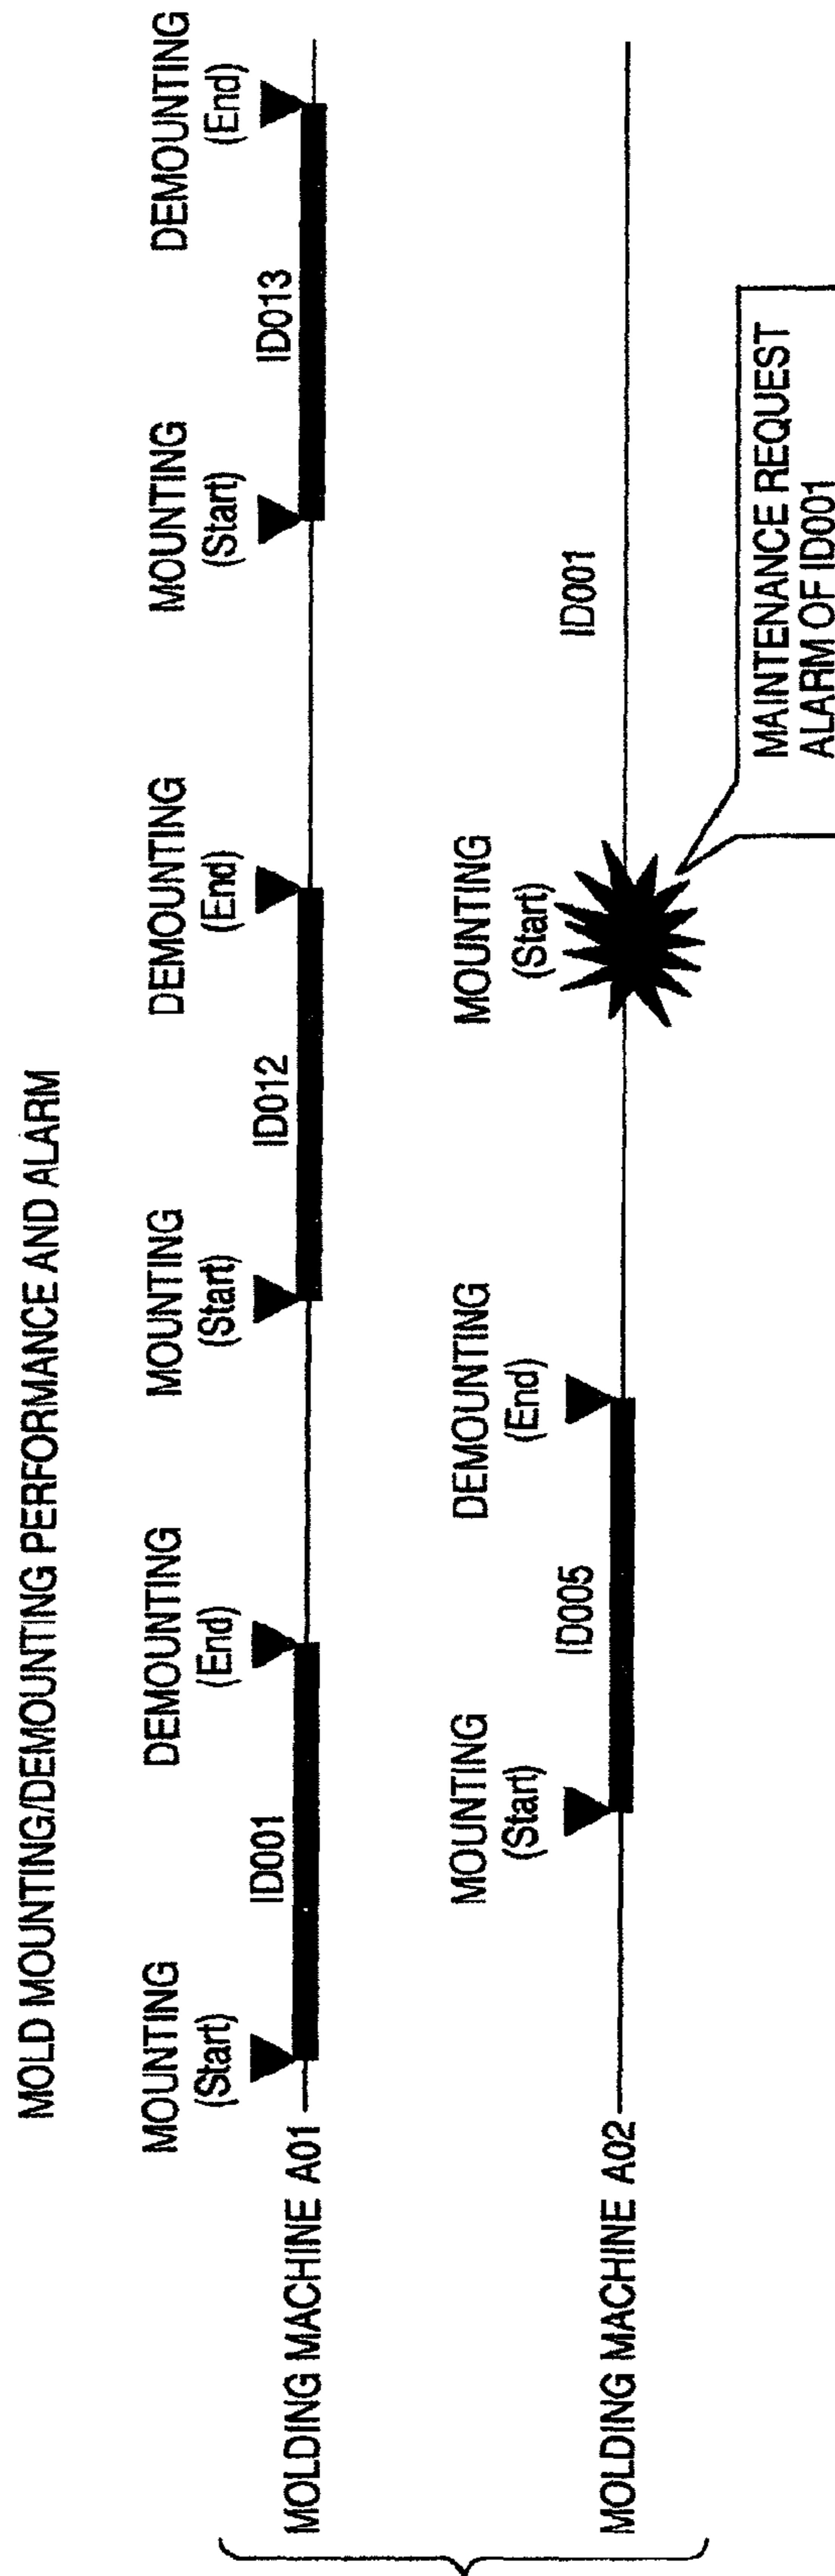 MOLD MOUNTING/DEMOUNTING PERFORMANCE AND ALARM
MOUNTING
(Start)
DEMOUNTING
(End)
MOUNTING
(Start)
DEMOUNTING
(End)
MOUNTING
(Start)
DEMOUNTING
(End)
ID001
ID012
ID013
MOLDING MACHINE A01
MOUNTING
(Start)
DEMOUNTING
(End)
MOUNTING
(Start)
ID005
ID001
MOLDING MACHINE A02
MAINTENANCE REQUEST
ALARM OF ID001